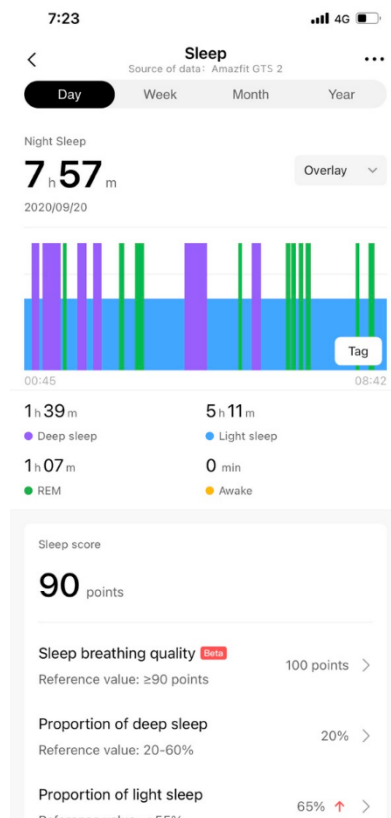 7:23
4G
Sleep
Source of data: Amazfit GTS 2
Day Week Month Year
Night Sleep
7 h 57 m
Overlay
2020/09/20
Tag
00:45 08:42
1 h 39 m 5 h 11 m
Deep sleep Light sleep
1 h 07 m 0 min
REM Awake
Sleep score
90 points
Sleep breathing quality Beta
100 points
Reference value: ≥90 points
Proportion of deep sleep
20%
Reference value: 20-60%
Proportion of light sleep
65% ↑
Reference value: 55%